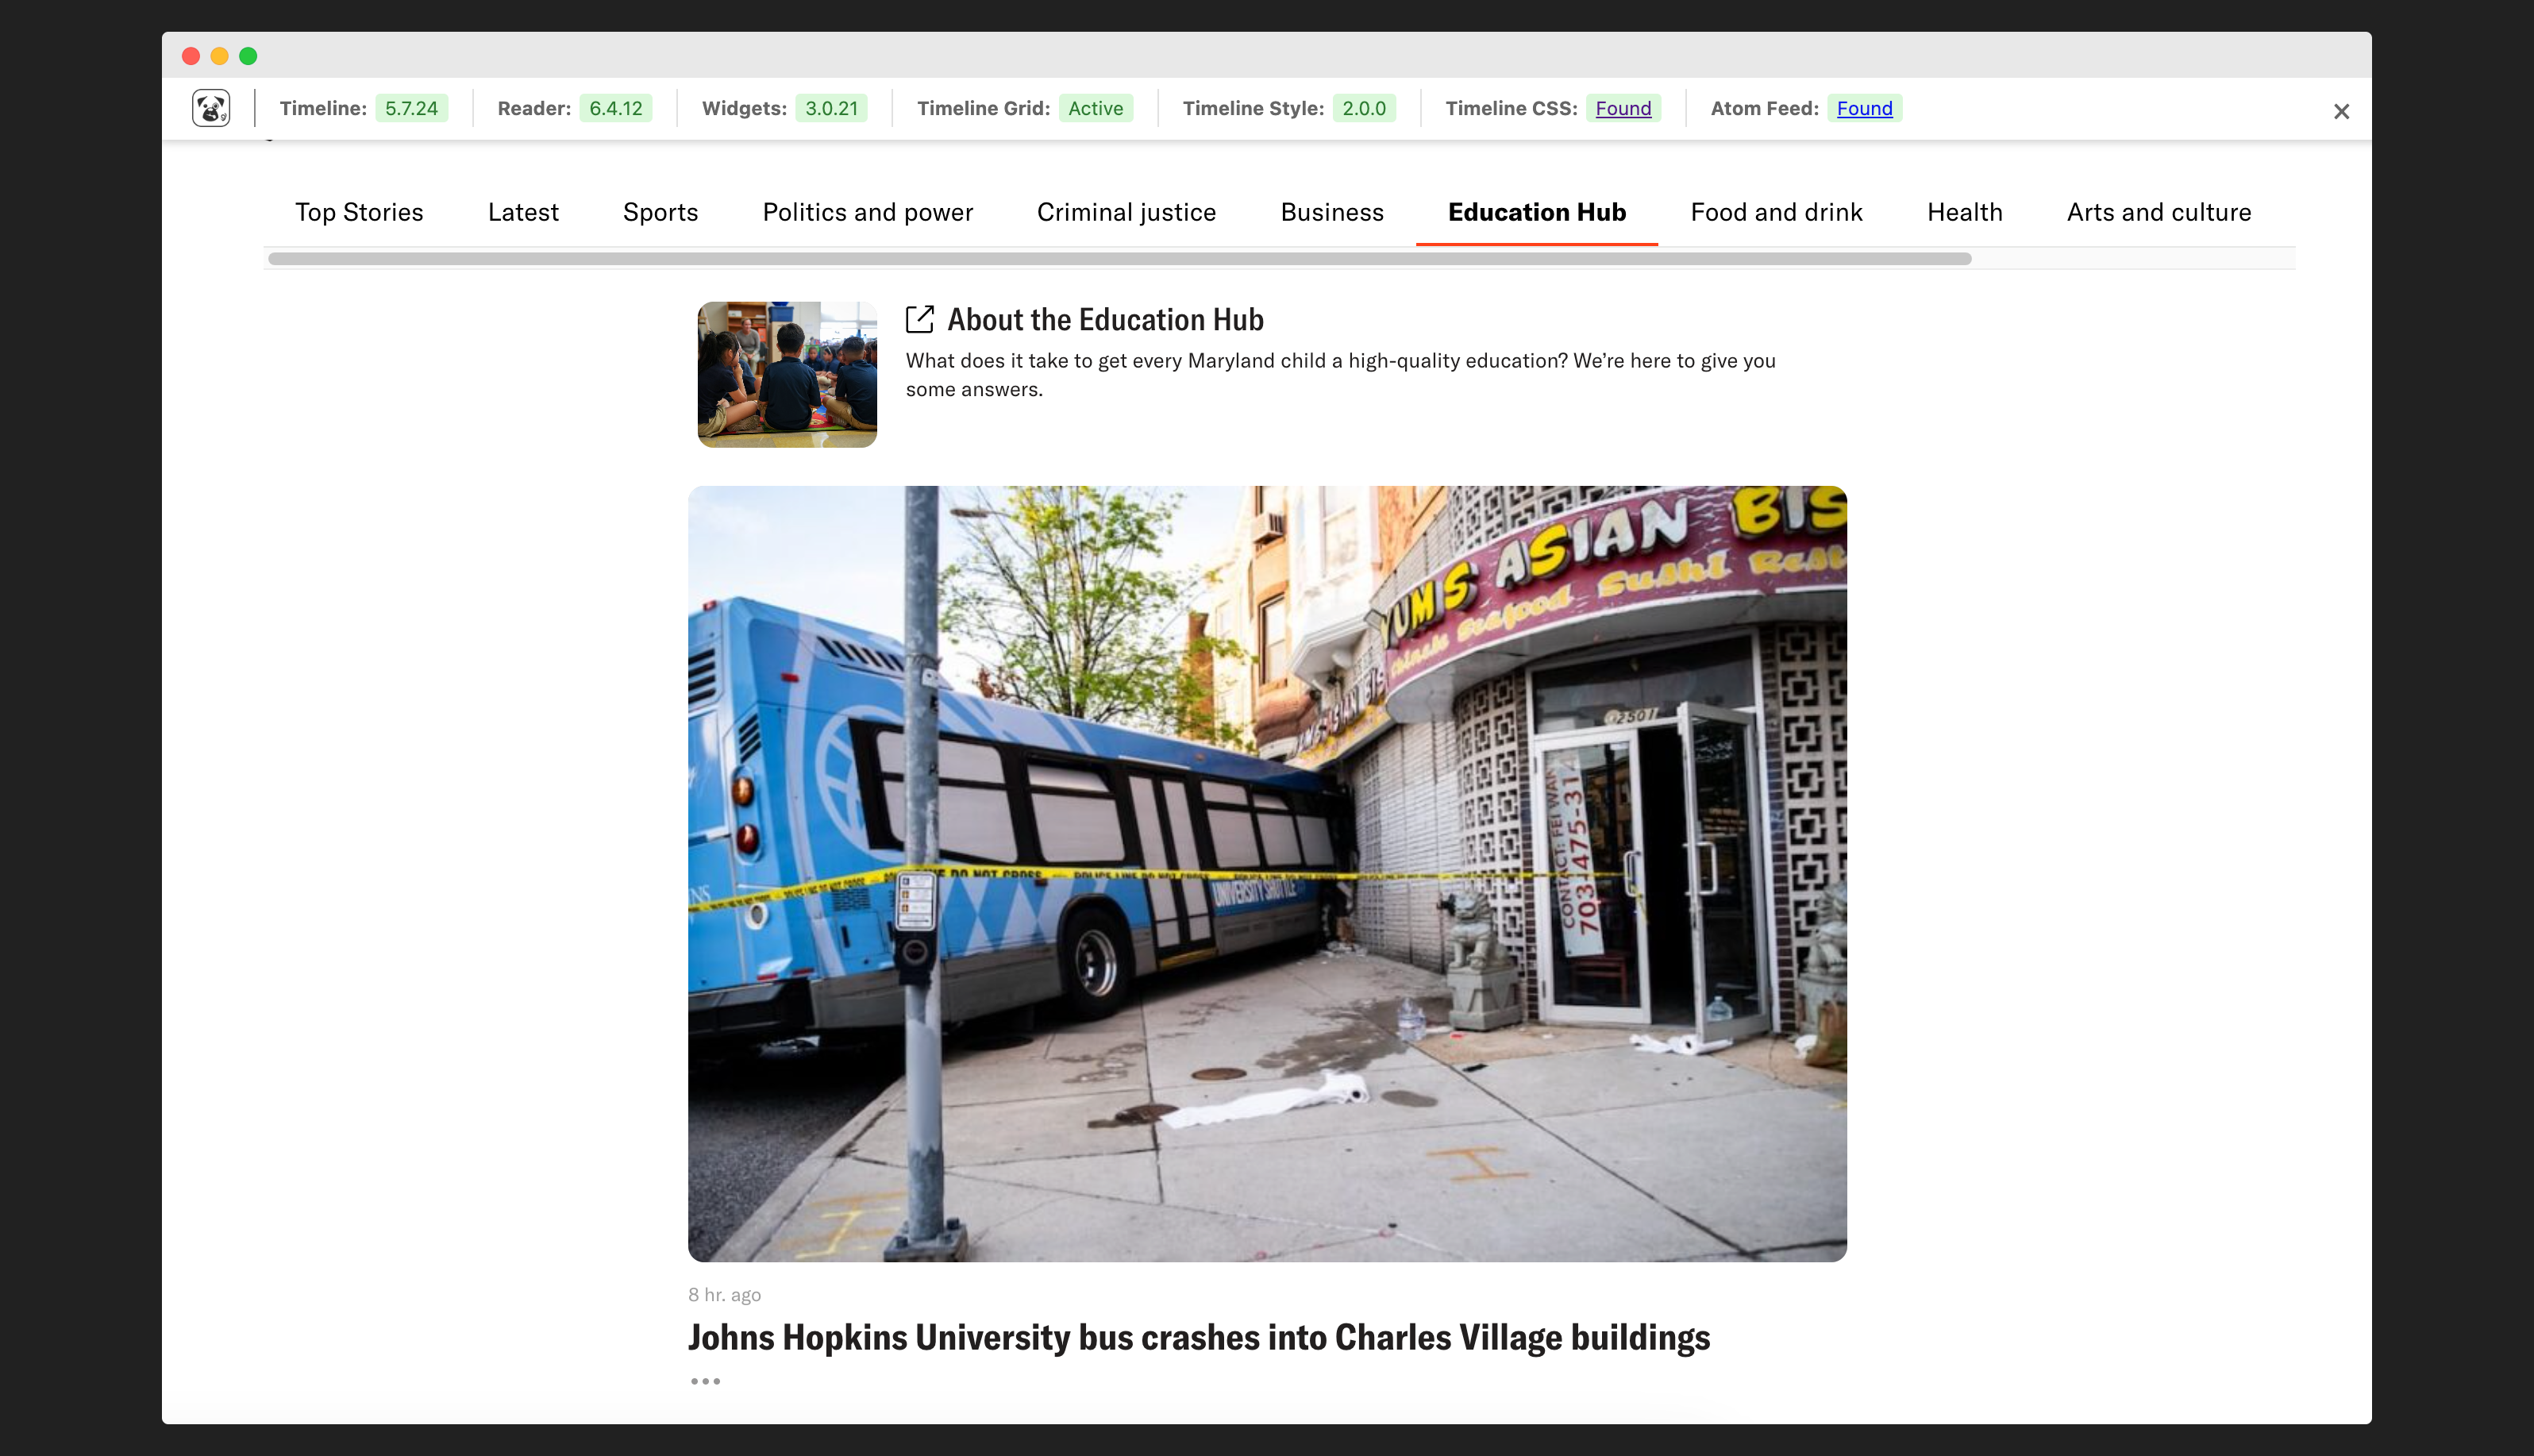 Timeline: 5.7.24 Reader: 6.4.12 Widgets: 3.0.21 Timeline Grid: Active Timeline Style: 2.0.0 Timeline CSS: Found Atom Feed: Found
Top Stories Latest Sports Politics and power Criminal justice Business Education Hub Food and drink Health Arts and culture
About the Education Hub
What does it take to get every Maryland child a high-quality education? We’re here to give you
some answers.
YUMS ASIAN BIS
Chinese Seafood Sushi Rest
2501
CONTACT: FEI WAN
703-475-31
POLICE LINE DO NOT CROSS
UNIVERSITY SHUTTLE
8 hr. ago
Johns Hopkins University bus crashes into Charles Village buildings